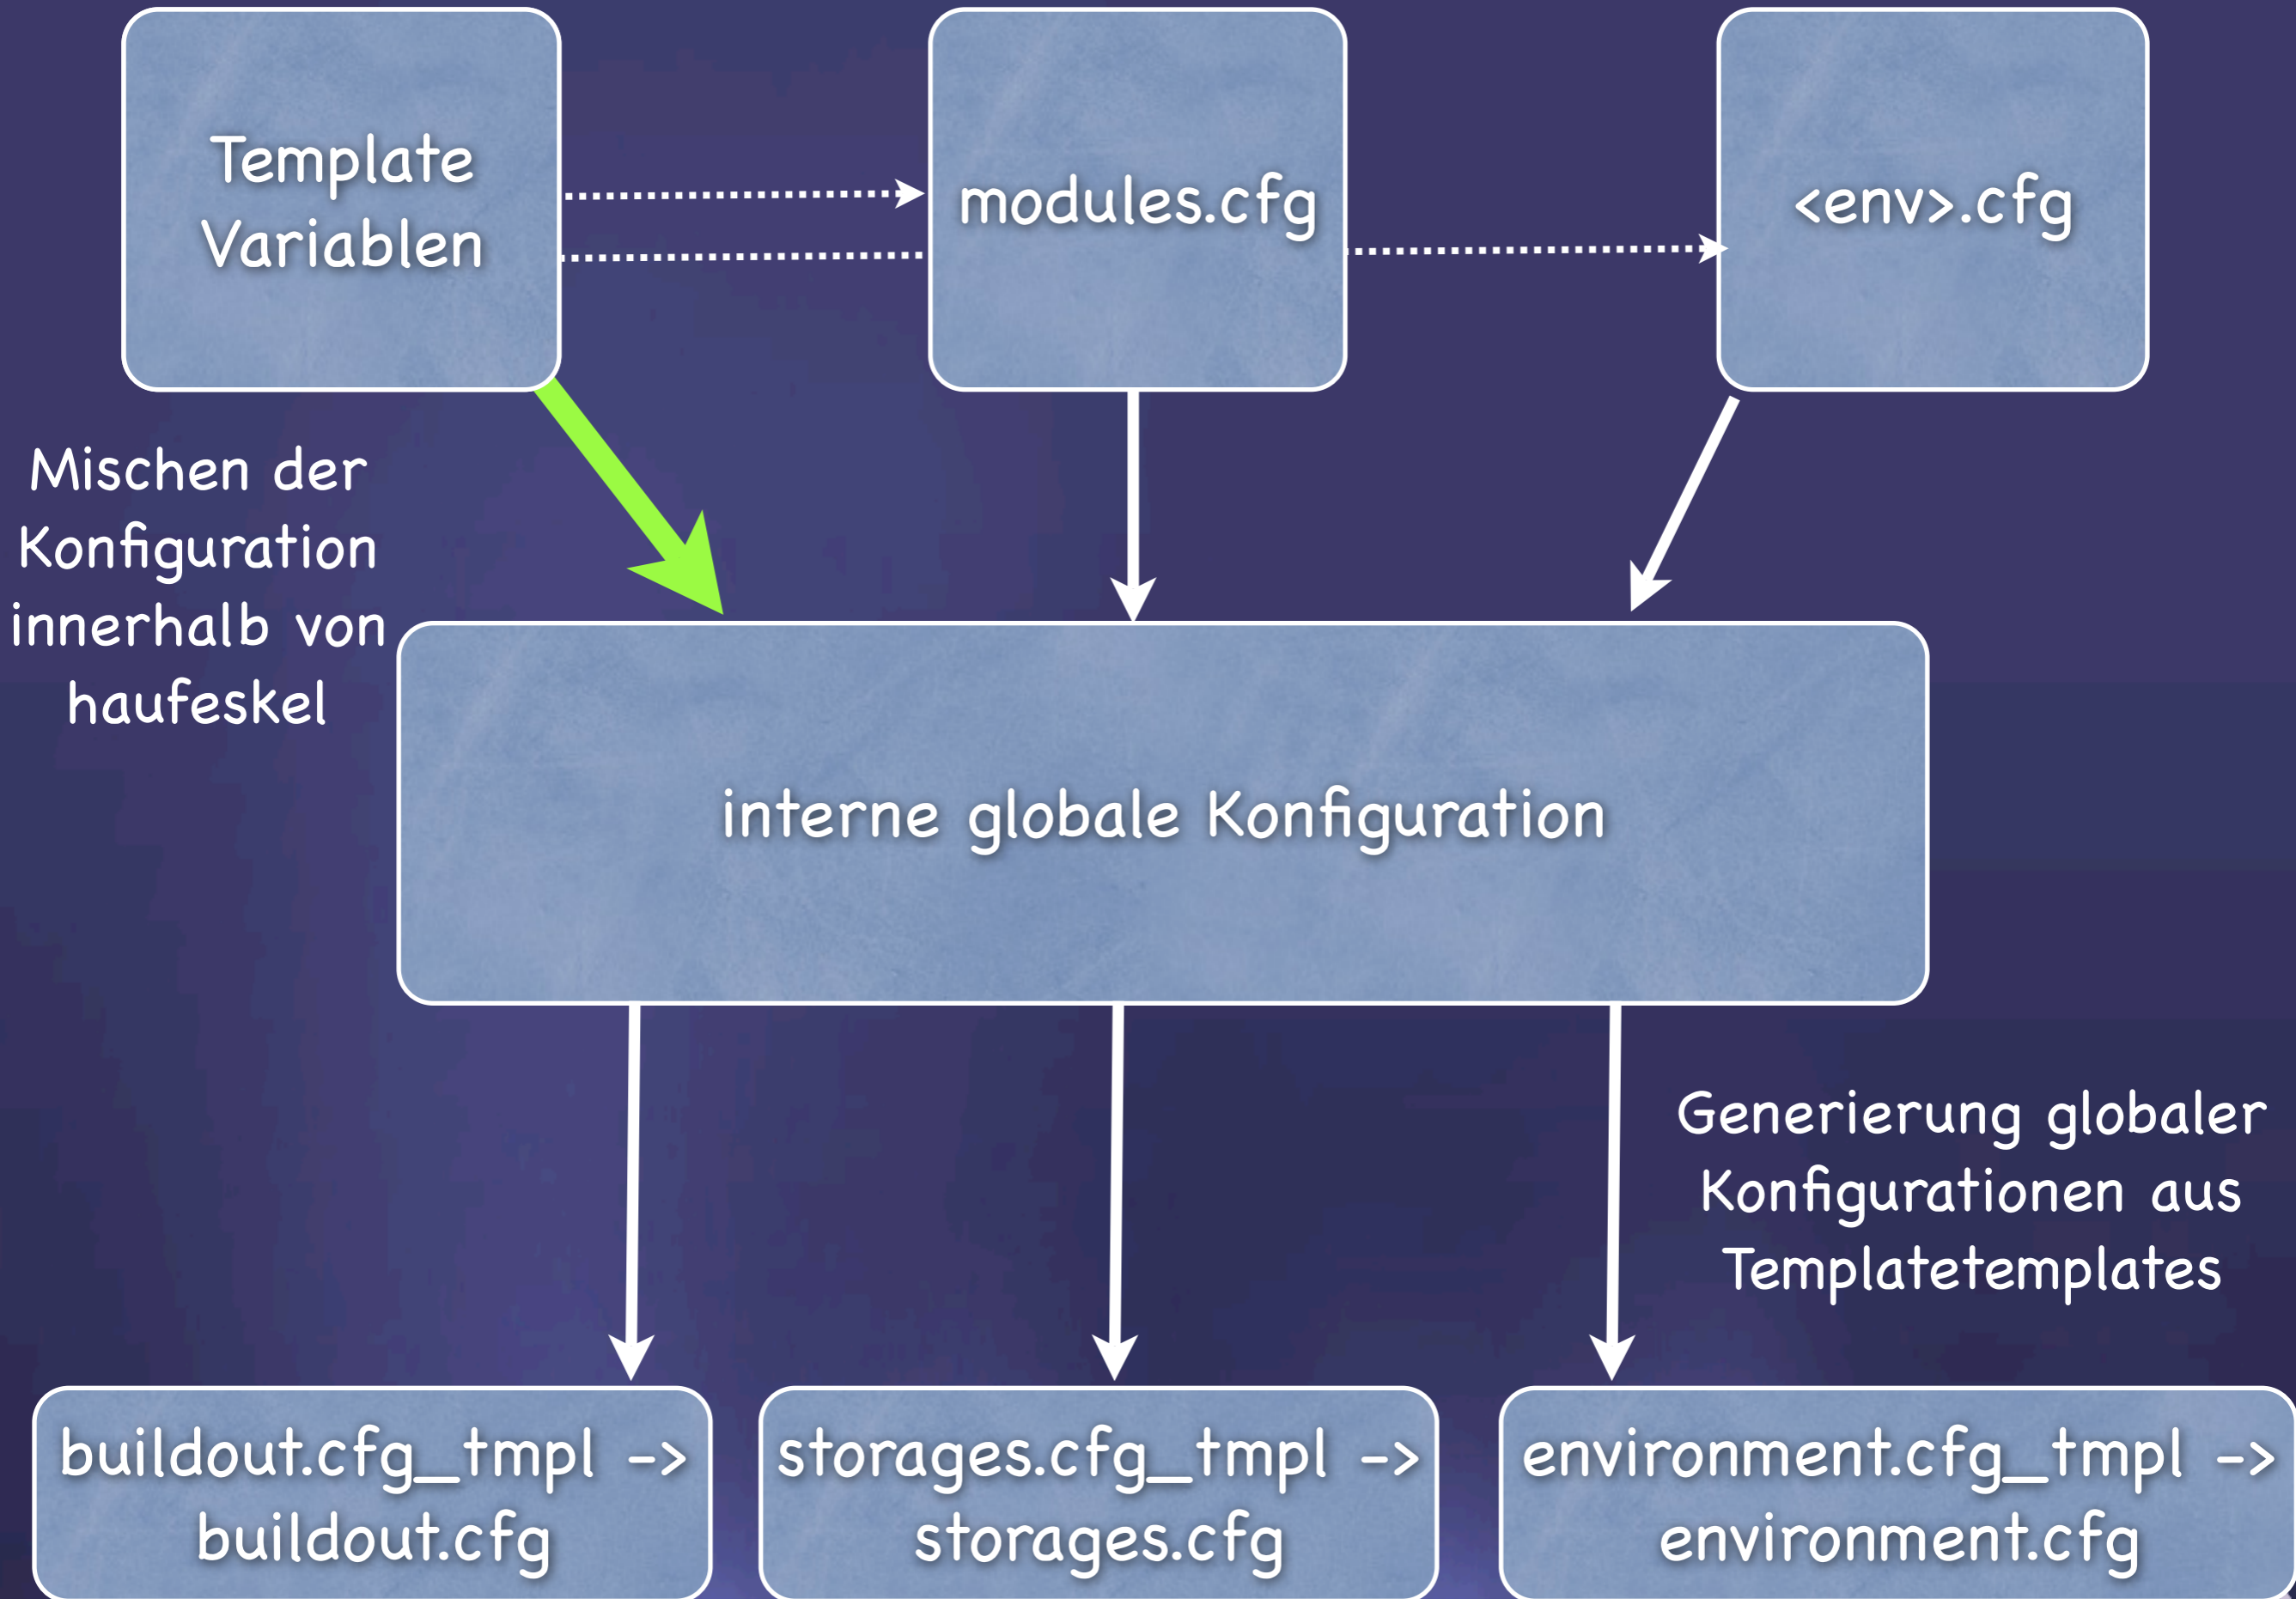 Template
Variablen
modules.cfg
<env>.cfg
Mischen der
Konfiguration
innerhalb von
haufeskel
interne globale Konfiguration
Generierung globaler
Konfigurationen aus
Templatetemplates
buildout.cfg_tmpl ->
buildout.cfg
storages.cfg_tmpl ->
storages.cfg
environment.cfg_tmpl ->
environment.cfg